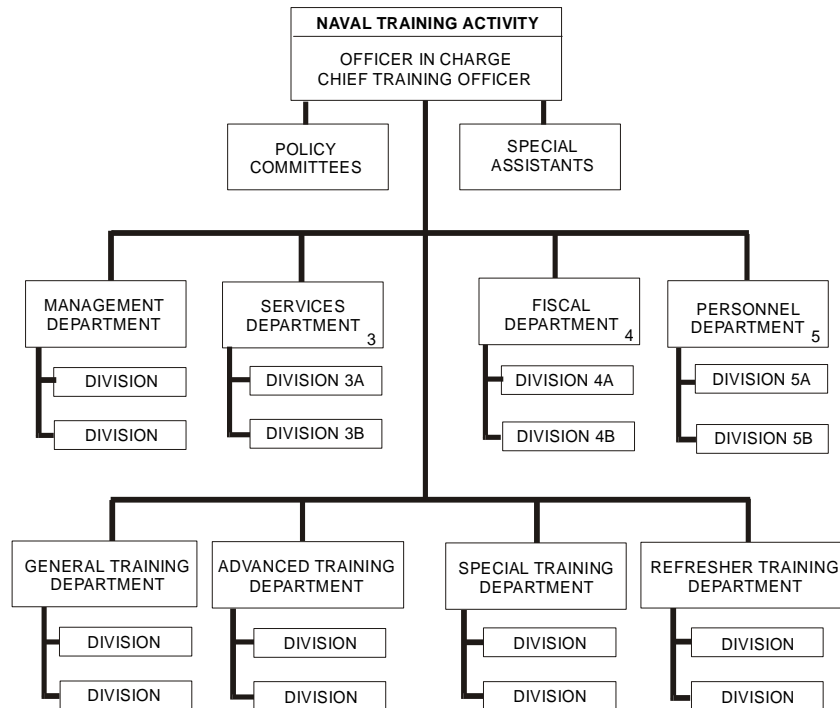 NAVAL TRAINING ACTIVITY
OFFICER IN CHARGE
CHIEF TRAINING OFFICER
POLICY
COMMITTEES
SPECIAL
ASSISTANTS
MANAGEMENT
DEPARTMENT
SERVICES
DEPARTMENT
3
FISCAL
DEPARTMENT
4
PERSONNEL
DEPARTMENT
5
DIVISION
DIVISION 3A
DIVISION 4A
DIVISION 5A
DIVISION
DIVISION 3B
DIVISION 4B
DIVISION 5B
GENERAL TRAINING
DEPARTMENT
ADVANCED TRAINING
DEPARTMENT
SPECIAL TRAINING
DEPARTMENT
REFRESHER TRAINING
DEPARTMENT
DIVISION
DIVISION
DIVISION
DIVISION
DIVISION
DIVISION
DIVISION
DIVISION